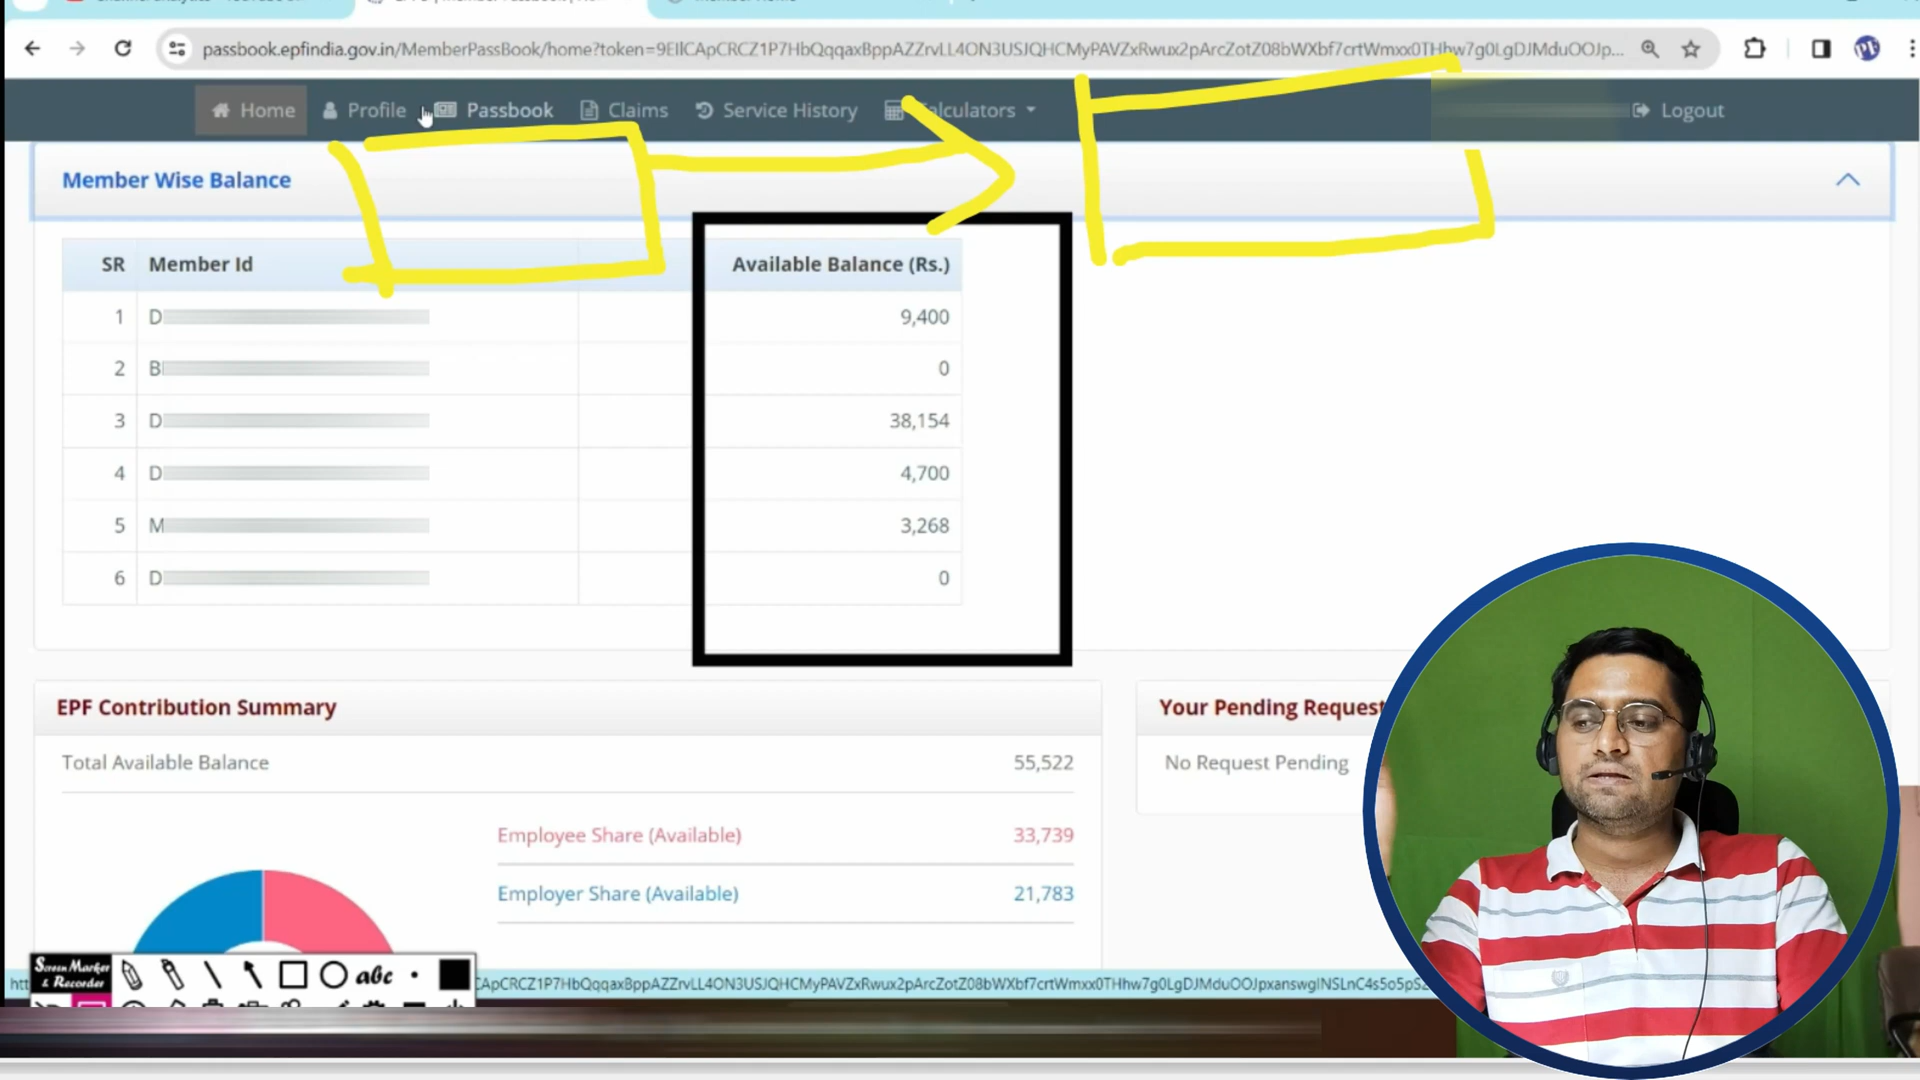 passbook.epfindia.gov.in/MemberPassBook/home?token=9EIlCApCRCZ1P7HbQqqaxBppAZZrvLL4ON3USJQHCMyPAVZxRwux2pArcZotZ08bWXbf7crtWmxx0THhw7g0LgDJMduOOJp...
Home Profile Passbook Claims Service History Calculators Logout
Member Wise Balance
SR Member Id Available Balance (Rs.)
1 D 9,400
2 B 0
3 D 38,154
4 D 4,700
5 M 3,268
6 D 0
EPF Contribution Summary
Your Pending Request
Total Available Balance 55,522
No Request Pending
Employee Share (Available) 33,739
Employer Share (Available) 21,783
Screen Marker & Recorder
abc